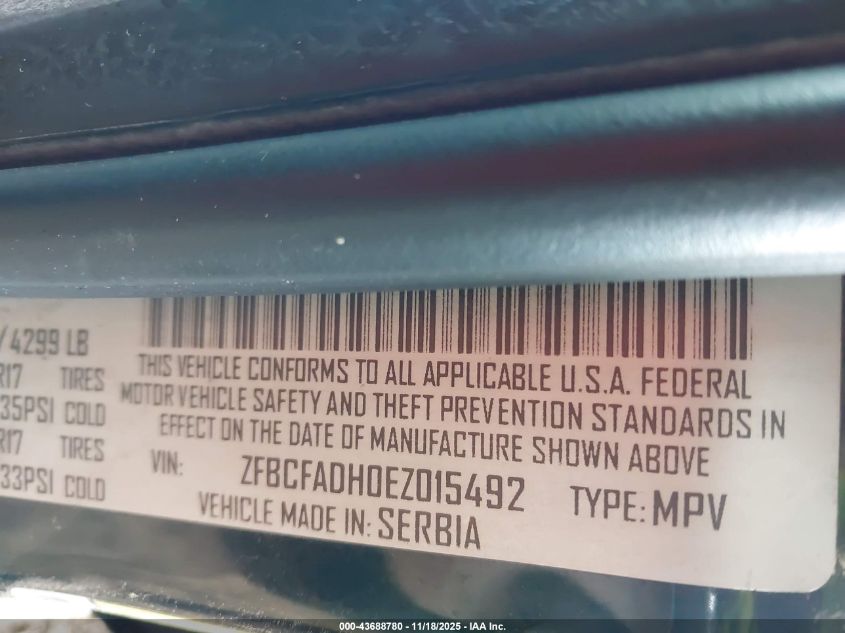 /4299 LB
R17 TIRES
35PSI COLD
R17 TIRES
33PSI COLD
THIS VEHICLE CONFORMS TO ALL APPLICABLE U.S.A. FEDERAL
MOTOR VEHICLE SAFETY AND THEFT PREVENTION STANDARDS IN
EFFECT ON THE DATE OF MANUFACTURE SHOWN ABOVE
VIN: ZFBCFADH0EZ015492 TYPE: MPV
VEHICLE MADE IN: SERBIA
000-43688780 - 11/18/2025 - IAA Inc.